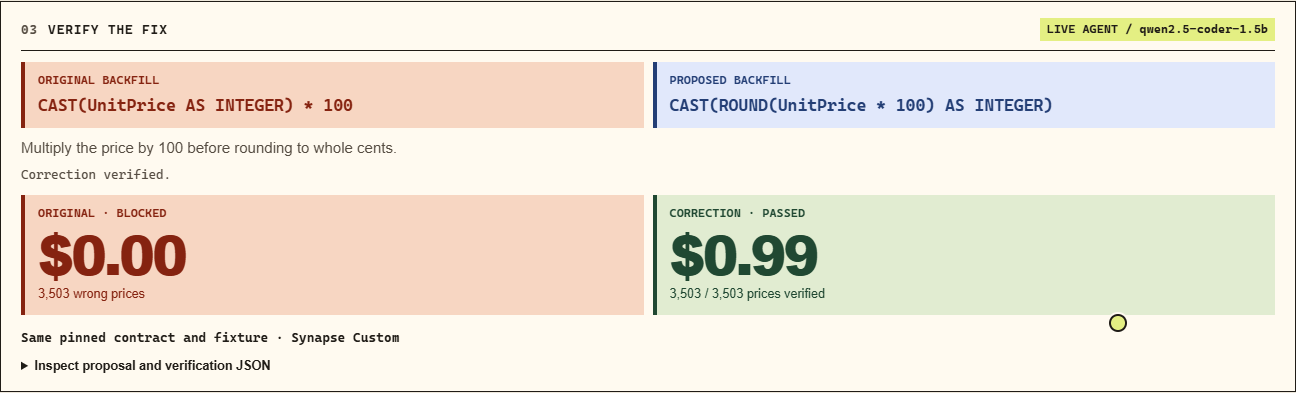 03 VERIFY THE FIX
LIVE AGENT / qwen2.5-coder-1.5b
ORIGINAL BACKFILL
CAST(UnitPrice AS INTEGER) * 100
PROPOSED BACKFILL
CAST(ROUND(UnitPrice * 100) AS INTEGER)
Multiply the price by 100 before rounding to whole cents.
Correction verified.
ORIGINAL · BLOCKED
$0.00
3,503 wrong prices
CORRECTION · PASSED
$0.99
3,503 / 3,503 prices verified
Same pinned contract and fixture · Synapse Custom
Inspect proposal and verification JSON